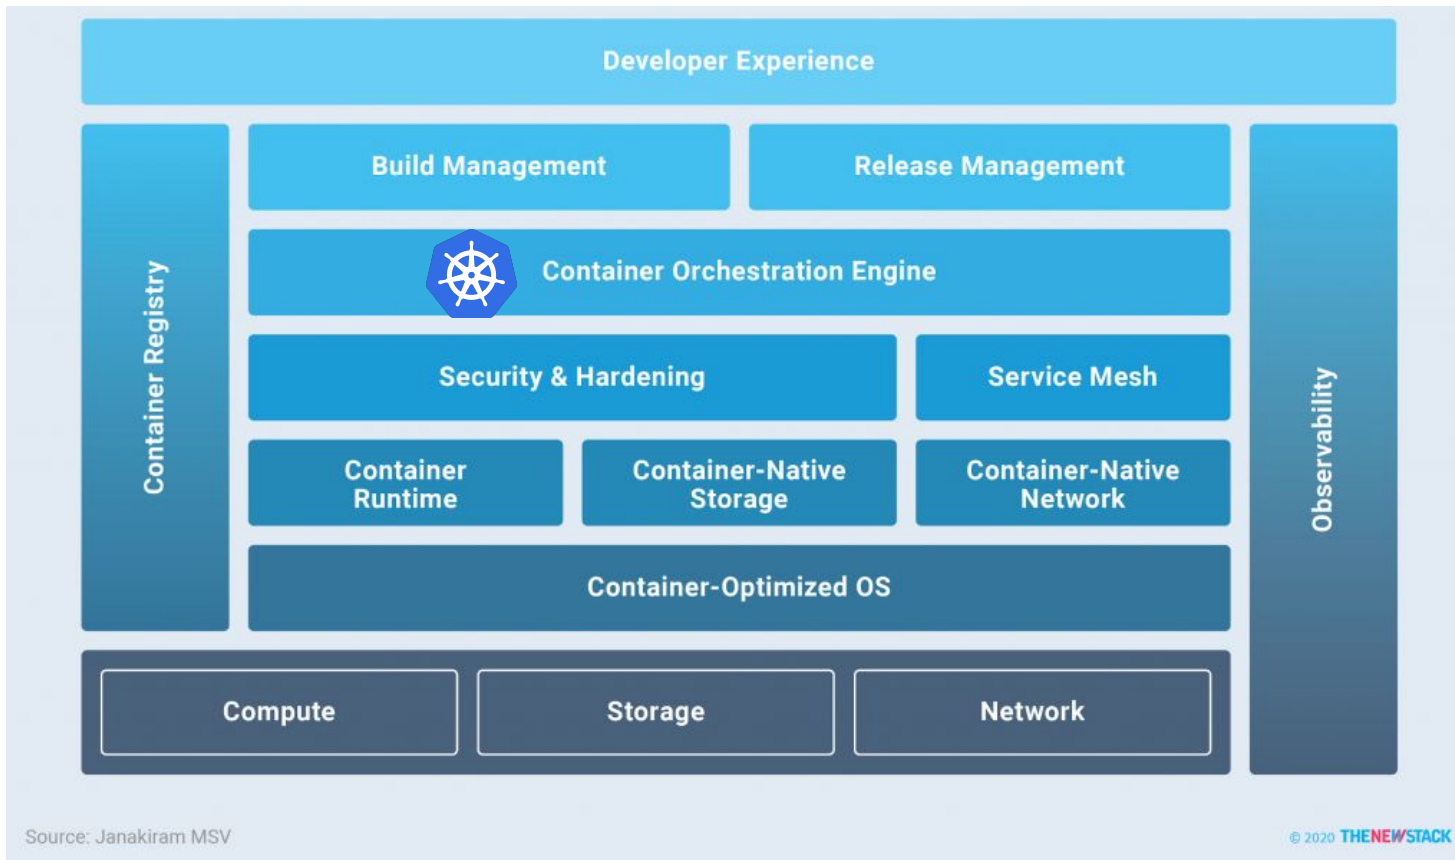 Developer Experience
Build Management
Release Management
Container Registry
Container Orchestration Engine
Observability
Security & Hardening
Service Mesh
Container
Runtime
Container-Native
Storage
Container-Native
Network
Container-Optimized OS
Compute
Storage
Network
Source: Janakiram MSV
© 2020 THENEWSTACK